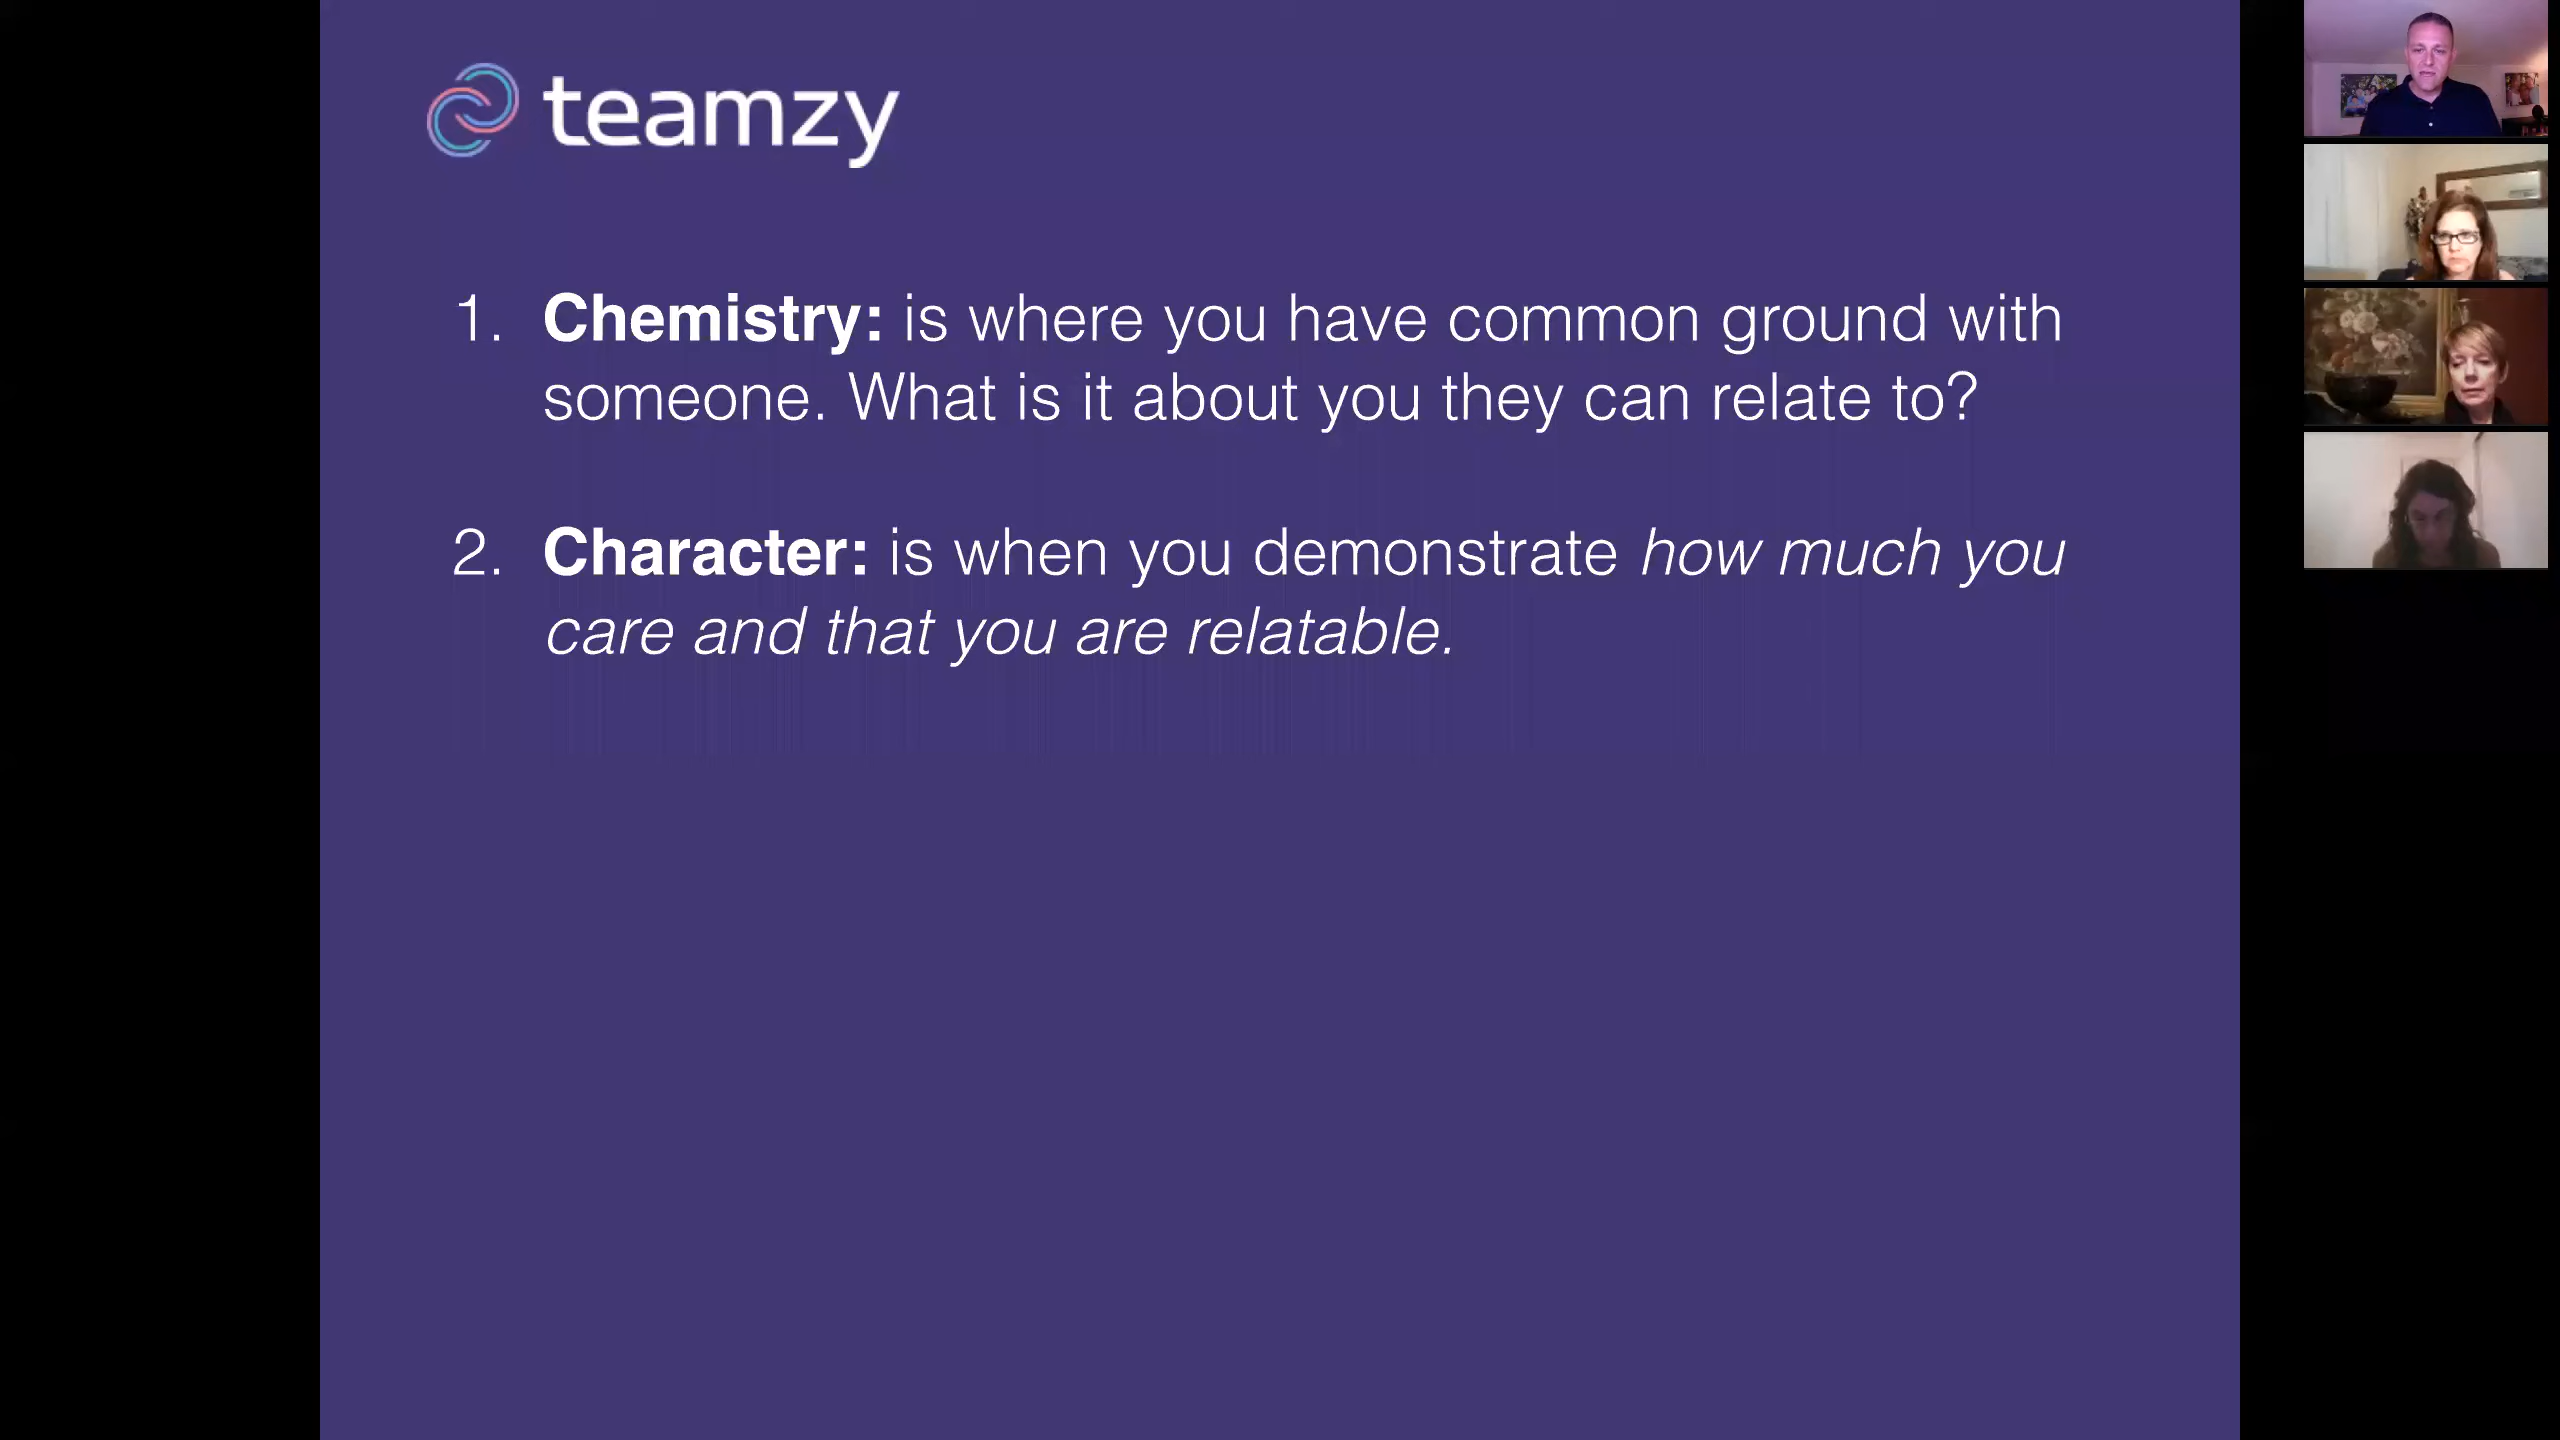 teamzy
1. Chemistry: is where you have common ground with
someone. What is it about you they can relate to?
2. Character: is when you demonstrate how much you
care and that you are relatable.